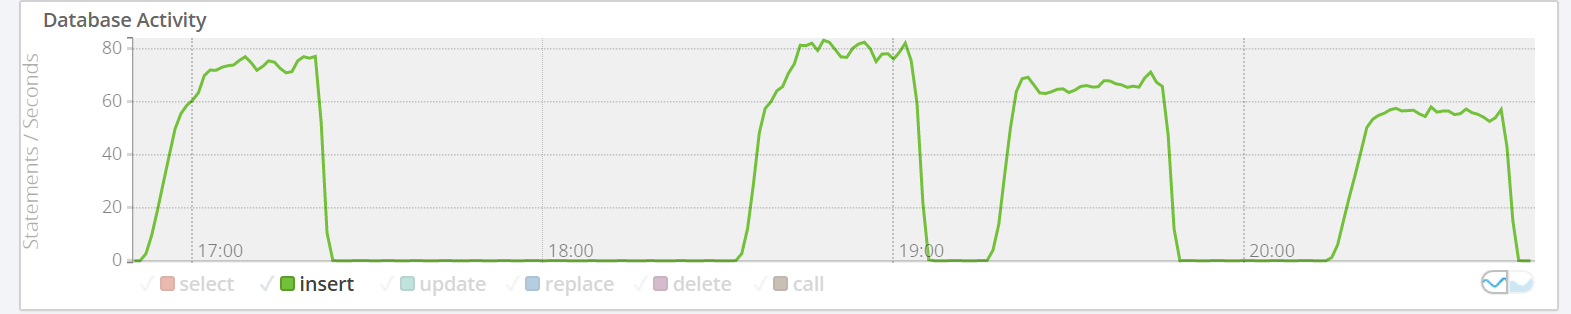 Database Activity
Statements / Seconds
80
60
40
20
0
17:00 18:00 19:00 20:00
select insert update replace delete call